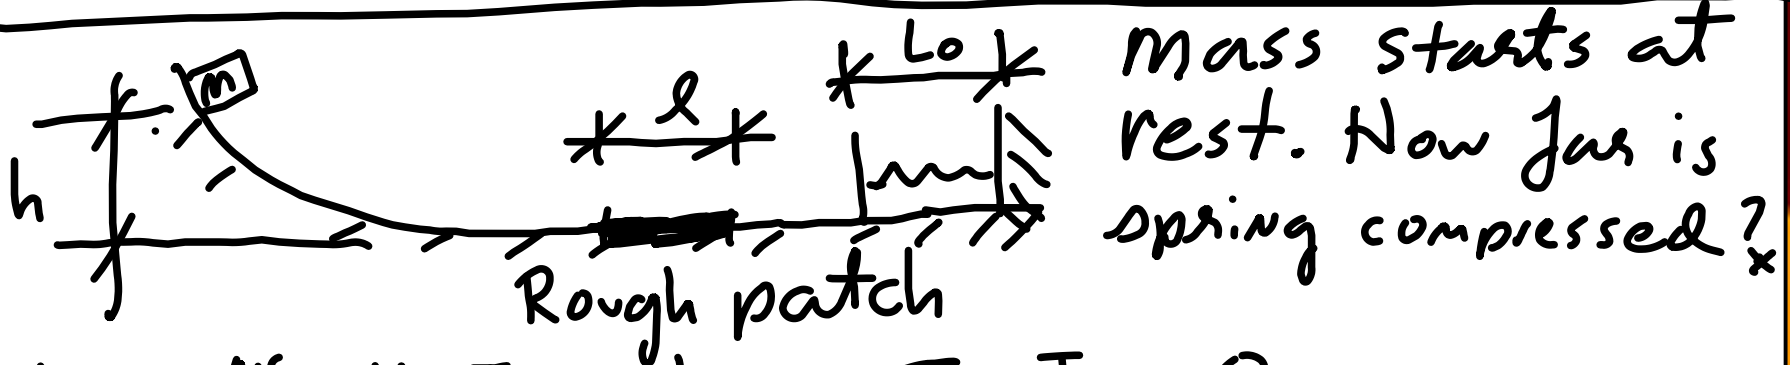 Mass starts at
rest. How far is
spring compressed?
x
m
h
l
Lo
Rough patch